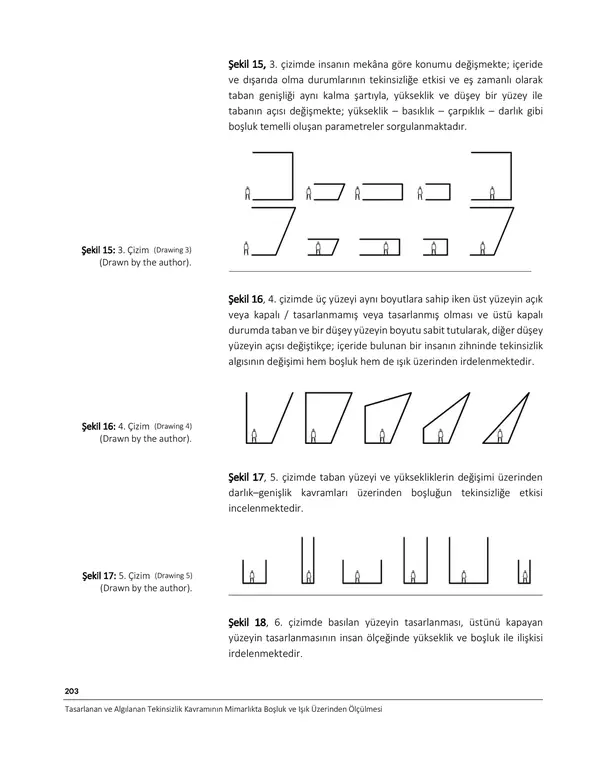 Şekil 15, 3. çizimde insanın mekâna göre konumu değişmekte; içeride
ve dışarıda olma durumlarının tekinsizliğe etkisi ve eş zamanlı olarak
taban genişliği aynı kalma şartıyla, yükseklik ve düşey bir yüzey ile
tabanın açısı değişmekte; yükseklik – basıklık – çarpıklık – darlık gibi
boşluk temelli oluşan parametreler sorgulanmaktadır.
Şekil 15: 3. Çizim (Drawing 3)
(Drawn by the author).
Şekil 16, 4. çizimde üç yüzeyi aynı boyutlara sahip iken üst yüzeyin açık
veya kapalı / tasarlanmamış veya tasarlanmış olması ve üstü kapalı
durumda taban ve bir düşey yüzeyin boyutu sabit tutularak, diğer düşey
yüzeyin açısı değiştikçe; içeride bulunan bir insanın zihninde tekinsizlik
algısının değişimi hem boşluk hem de ışık üzerinden irdelenmektedir.
Şekil 16: 4. Çizim (Drawing 4)
(Drawn by the author).
Şekil 17, 5. çizimde taban yüzeyi ve yüksekliklerin değişimi üzerinden
darlık–genişlik kavramları üzerinden boşluğun tekinsizliğe etkisi
incelenmektedir.
Şekil 17: 5. Çizim (Drawing 5)
(Drawn by the author).
Şekil 18, 6. çizimde basılan yüzeyin tasarlanması, üstünü kapayan
yüzeyin tasarlanmasının insan ölçeğinde yükseklik ve boşluk ile ilişkisi
irdelenmektedir.
203
Tasarlanan ve Algılanan Tekinsizlik Kavramının Mimarlıkta Boşluk ve Işık Üzerinden Ölçülmesi